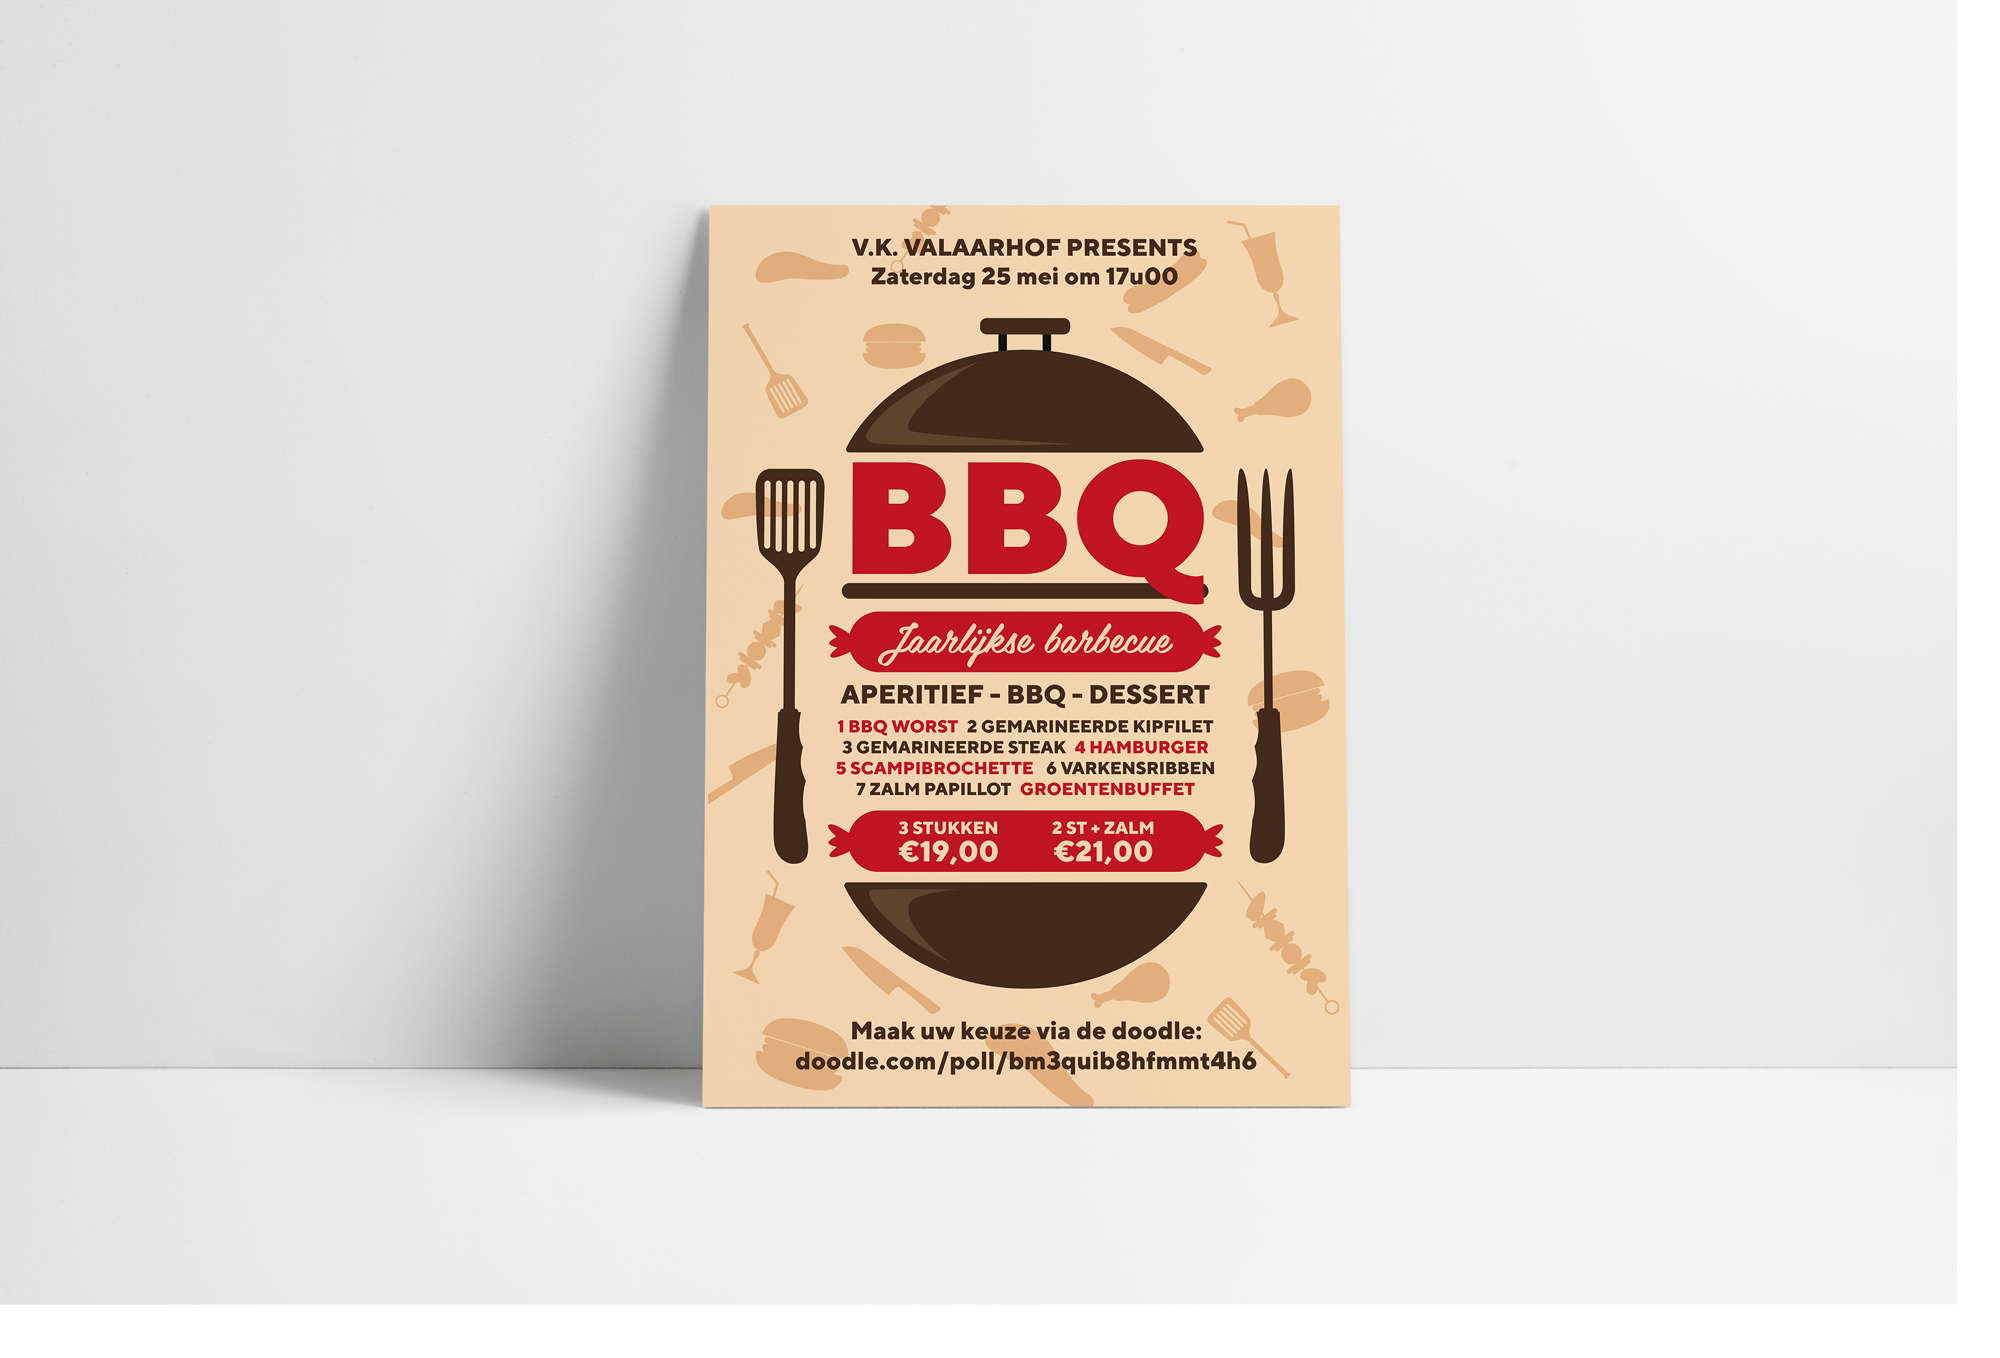 V.K. VALAARHOF PRESENTS
Zaterdag 25 mei om 17u00
BBQ
Jaarlijkse barbecue
APERITIEF - BBQ - DESSERT
1 BBQ WORST 2 GEMARINEERDE KIPFILET
3 GEMARINEERDE STEAK 4 HAMBURGER
5 SCAMPIBROCHETTE 6 VARKENSRIBBEN
7 ZALM PAPILLOT GROENTENBUFFET
3 STUKKEN 2 ST + ZALM
€19,00 €21,00
Maak uw keuze via de doodle:
doodle.com/poll/bm3quib8hfmmt4h6